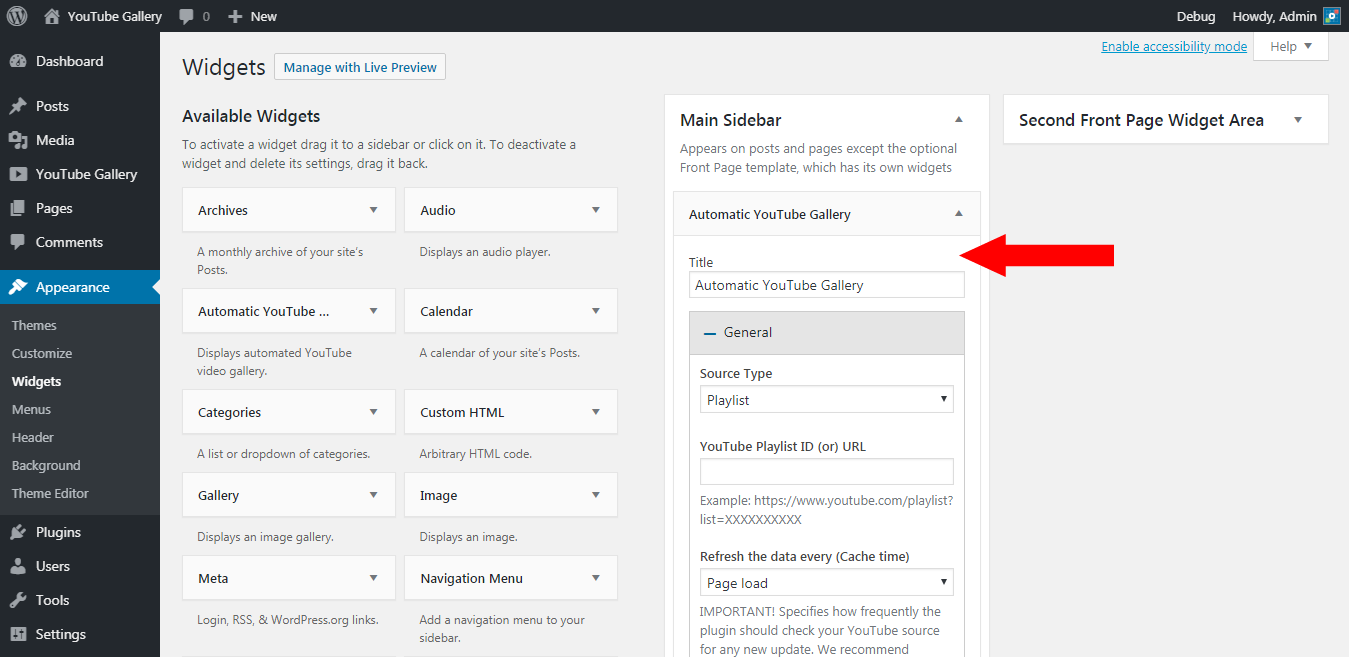 YouTube Gallery
0
New
Debug
Howdy, Admin
Dashboard
Posts
Media
YouTube Gallery
Pages
Comments
Appearance
Themes
Customize
Widgets
Menus
Header
Background
Theme Editor
Plugins
Users
Tools
Settings
Enable accessibility mode
Help
Widgets
Manage with Live Preview
Available Widgets
To activate a widget drag it to a sidebar or click on it. To deactivate a
widget and delete its settings, drag it back.
Archives
A monthly archive of your site's
Posts.
Audio
Displays an audio player.
Automatic YouTube ...
Displays automated YouTube
video gallery.
Calendar
A calendar of your site's Posts.
Categories
A list or dropdown of categories.
Custom HTML
Arbitrary HTML code.
Gallery
Displays an image gallery.
Image
Displays an image.
Meta
Login, RSS, & WordPress.org links.
Navigation Menu
Add a navigation menu to your
sidebar.
Main Sidebar
Appears on posts and pages except the optional
Front Page template, which has its own widgets
Automatic YouTube Gallery
Title
Automatic YouTube Gallery
General
Source Type
Playlist
YouTube Playlist ID (or) URL
Example: https://www.youtube.com/playlist?
list=XXXXXXXXXX
Refresh the data every (Cache time)
Page load
IMPORTANT! Specifies how frequently the
plugin should check your YouTube source
for any new update. We recommend
Second Front Page Widget Area